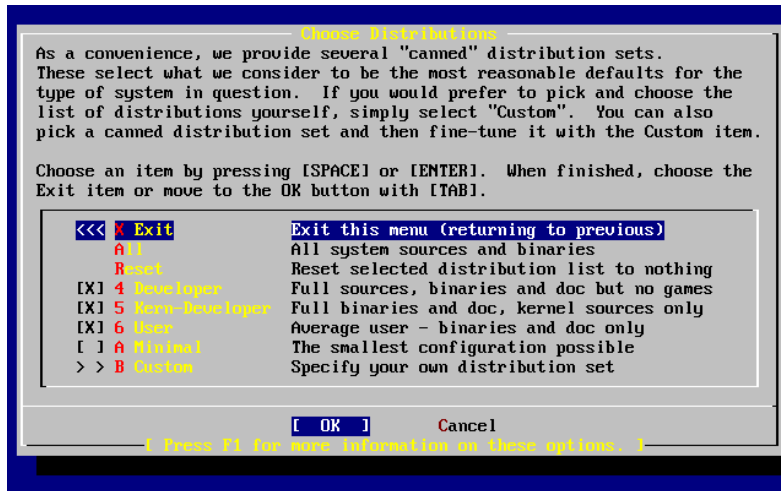 Choose Distributions
As a convenience, we provide several "canned" distribution sets.
These select what we consider to be the most reasonable defaults for the
type of system in question.  If you would prefer to pick and choose the
list of distributions yourself, simply select "Custom".  You can also
pick a canned distribution set and then fine-tune it with the Custom item.
Choose an item by pressing [SPACE] or [ENTER].  When finished, choose the
Exit item or move to the OK button with [TAB].
<<< X Exit Exit this menu (returning to previous)
All All system sources and binaries
Reset Reset selected distribution list to nothing
[X] 4 Developer Full sources, binaries and doc but no games
[X] 5 Kern-Developer Full binaries and doc, kernel sources only
[X] 6 User Average user - binaries and doc only
[ ] A Minimal The smallest configuration possible
> > B Custom Specify your own distribution set
[ OK ] Cancel
[ Press F1 for more information on these options. ]